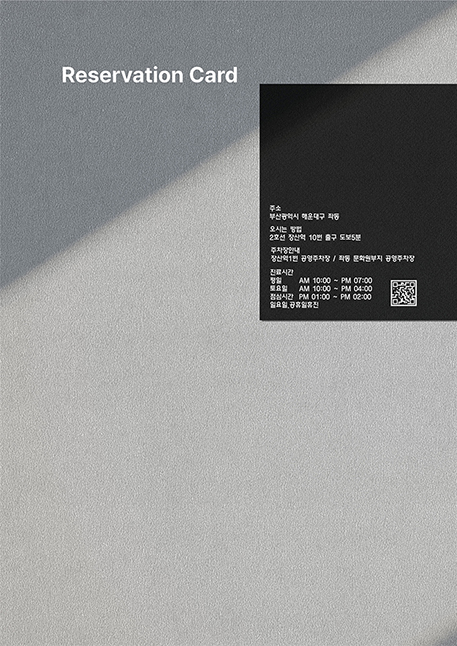 Reservation Card
주소
부산광역시 해운대구 좌동
오시는 방법
2호선 장산역 10번 출구 도보5분
주차장안내
장산역1번 공영주차장 / 좌동 문화원부지 공영주차장
진료시간
평일 AM 10:00 ~ PM 07:00
토요일 AM 10:00 ~ PM 04:00
점심시간 PM 01:00 ~ PM 02:00
일요일,공휴일휴진